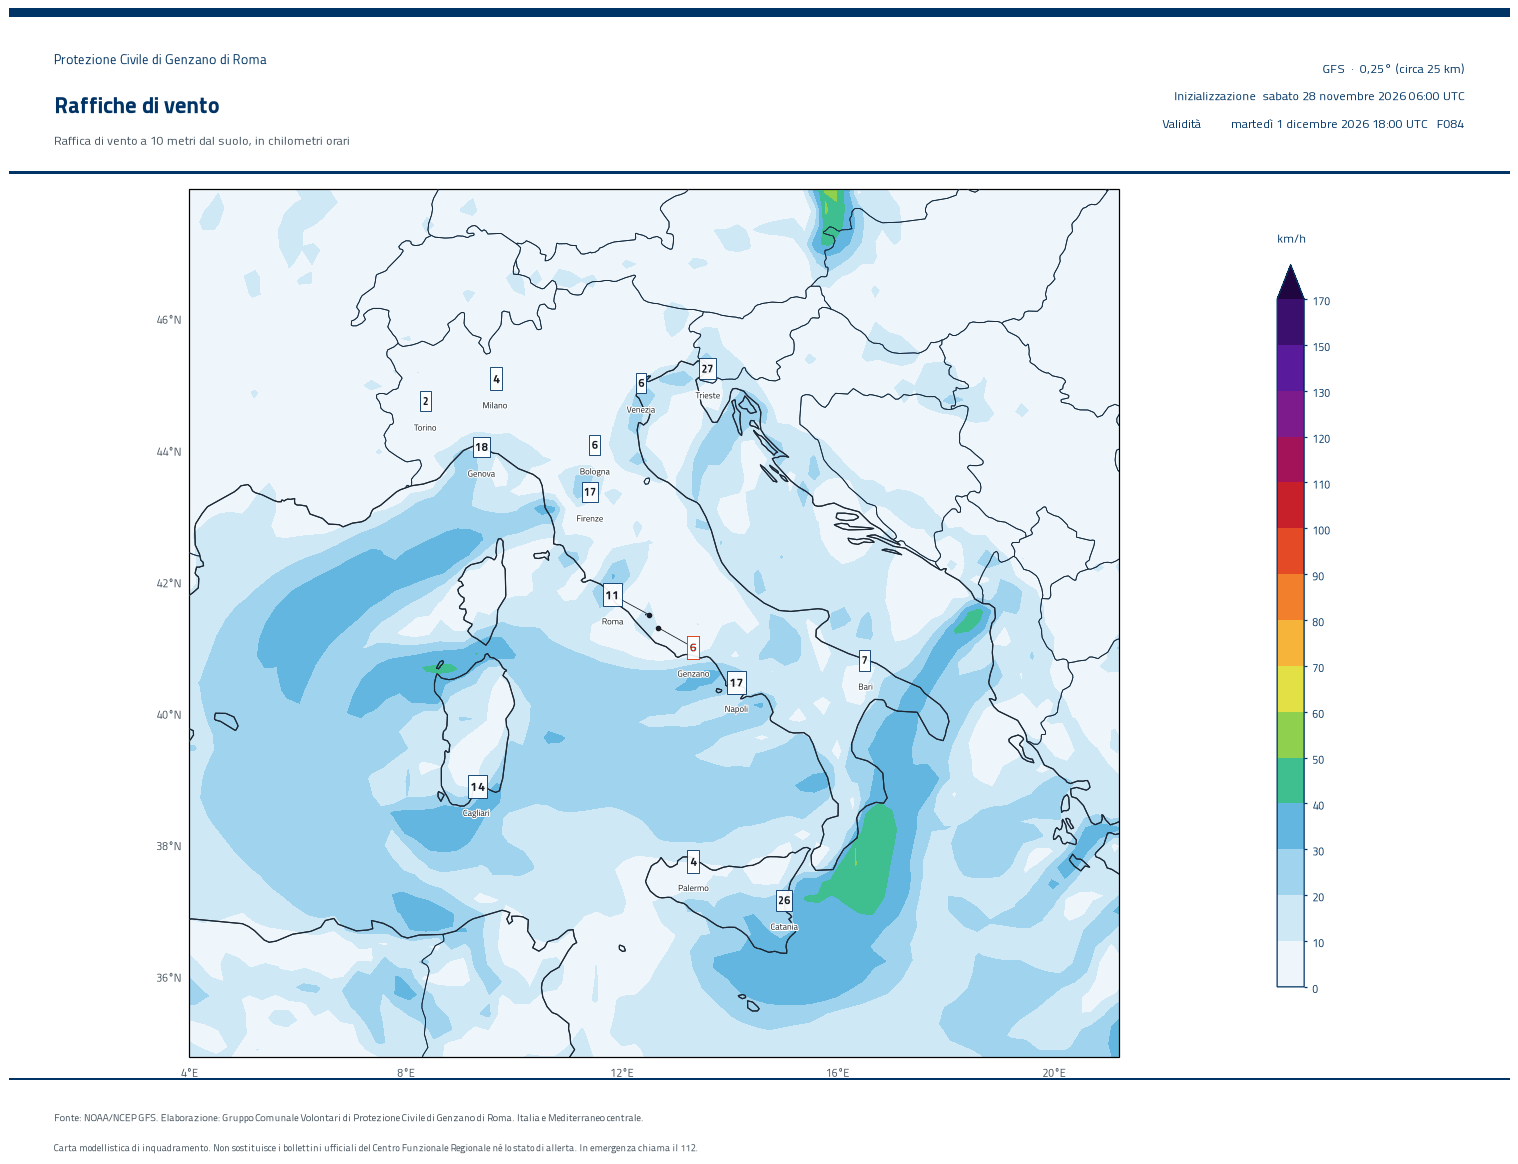 Protezione Civile di Genzano di Roma
Raffiche di vento
Raffica di vento a 10 metri dal suolo, in chilometri orari
GFS · 0,25° (circa 25 km)
Inizializzazione sabato 28 novembre 2026 06:00 UTC
Validità martedì 1 dicembre 2026 18:00 UTC F084
km/h
170
150
130
120
110
100
90
80
70
60
50
40
30
20
10
0
46°N
44°N
42°N
40°N
38°N
36°N
4°E
8°E
12°E
16°E
20°E
27
Trieste
4
Milano
6
Venezia
2
Torino
18
Genova
6
Bologna
17
Firenze
11
Roma
6
Genzano
7
Bari
17
Napoli
14
Cagliari
4
Palermo
26
Catania
Fonte: NOAA/NCEP GFS. Elaborazione: Gruppo Comunale Volontari di Protezione Civile di Genzano di Roma. Italia e Mediterraneo centrale.
Carta modellistica di inquadramento. Non sostituisce i bollettini ufficiali del Centro Funzionale Regionale né lo stato di allerta. In emergenza chiama il 112.